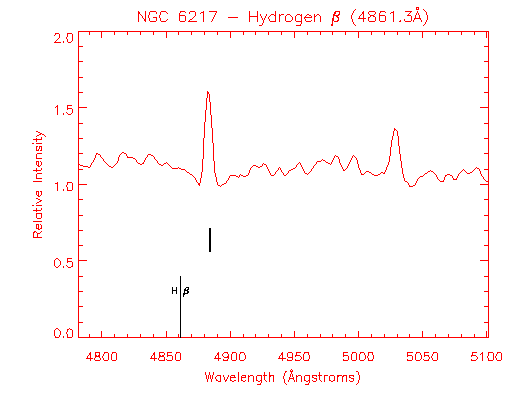 NGC 6217 – Hydrogen β (4861.3Å)
2.0
1.5
1.0
0.5
0.0
Relative Intensity
H β
4800 4850 4900 4950 5000 5050 5100
Wavelength (Ångstroms)